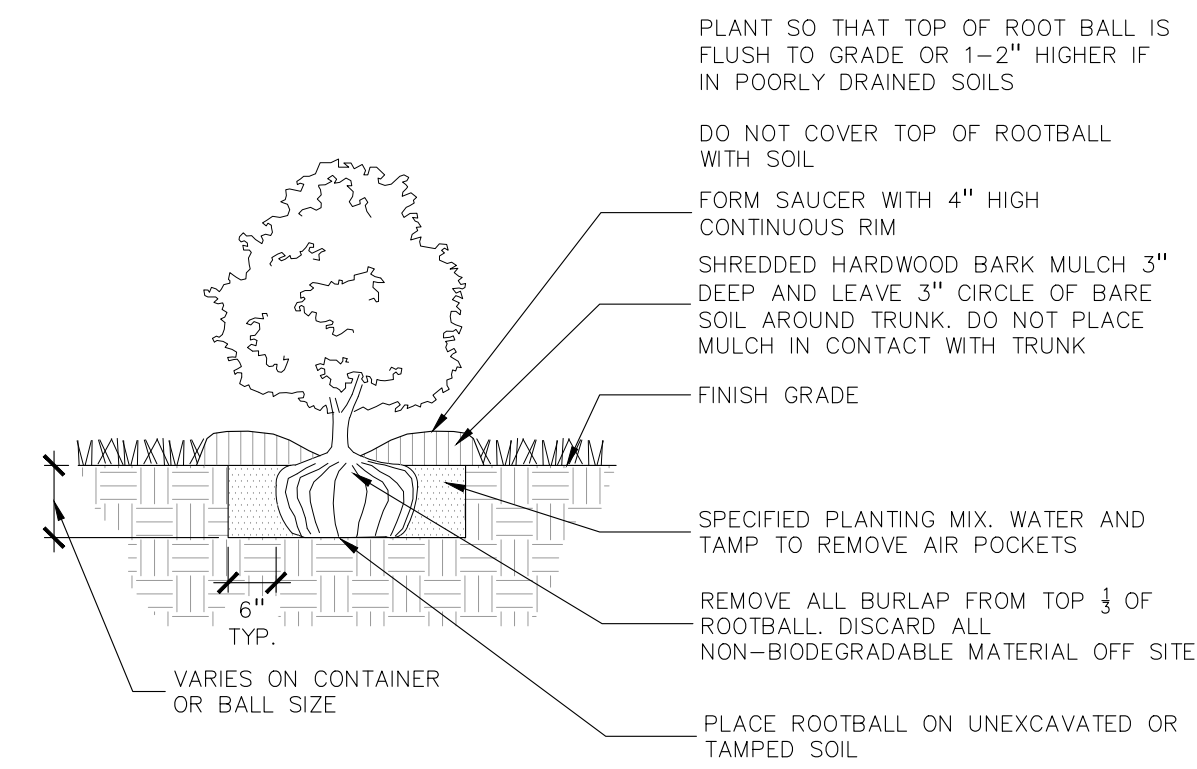 PLANT SO THAT TOP OF ROOT BALL IS
FLUSH TO GRADE OR 1-2" HIGHER IF
IN POORLY DRAINED SOILS
DO NOT COVER TOP OF ROOTBALL
WITH SOIL
FORM SAUCER WITH 4" HIGH
CONTINUOUS RIM
SHREDDED HARDWOOD BARK MULCH 3"
DEEP AND LEAVE 3" CIRCLE OF BARE
SOIL AROUND TRUNK. DO NOT PLACE
MULCH IN CONTACT WITH TRUNK
FINISH GRADE
SPECIFIED PLANTING MIX. WATER AND
TAMP TO REMOVE AIR POCKETS
REMOVE ALL BURLAP FROM TOP 1/3 OF
ROOTBALL. DISCARD ALL
NON-BIODEGRADABLE MATERIAL OFF SITE
PLACE ROOTBALL ON UNEXCAVATED OR
TAMPED SOIL
6"
TYP.
VARIES ON CONTAINER
OR BALL SIZE